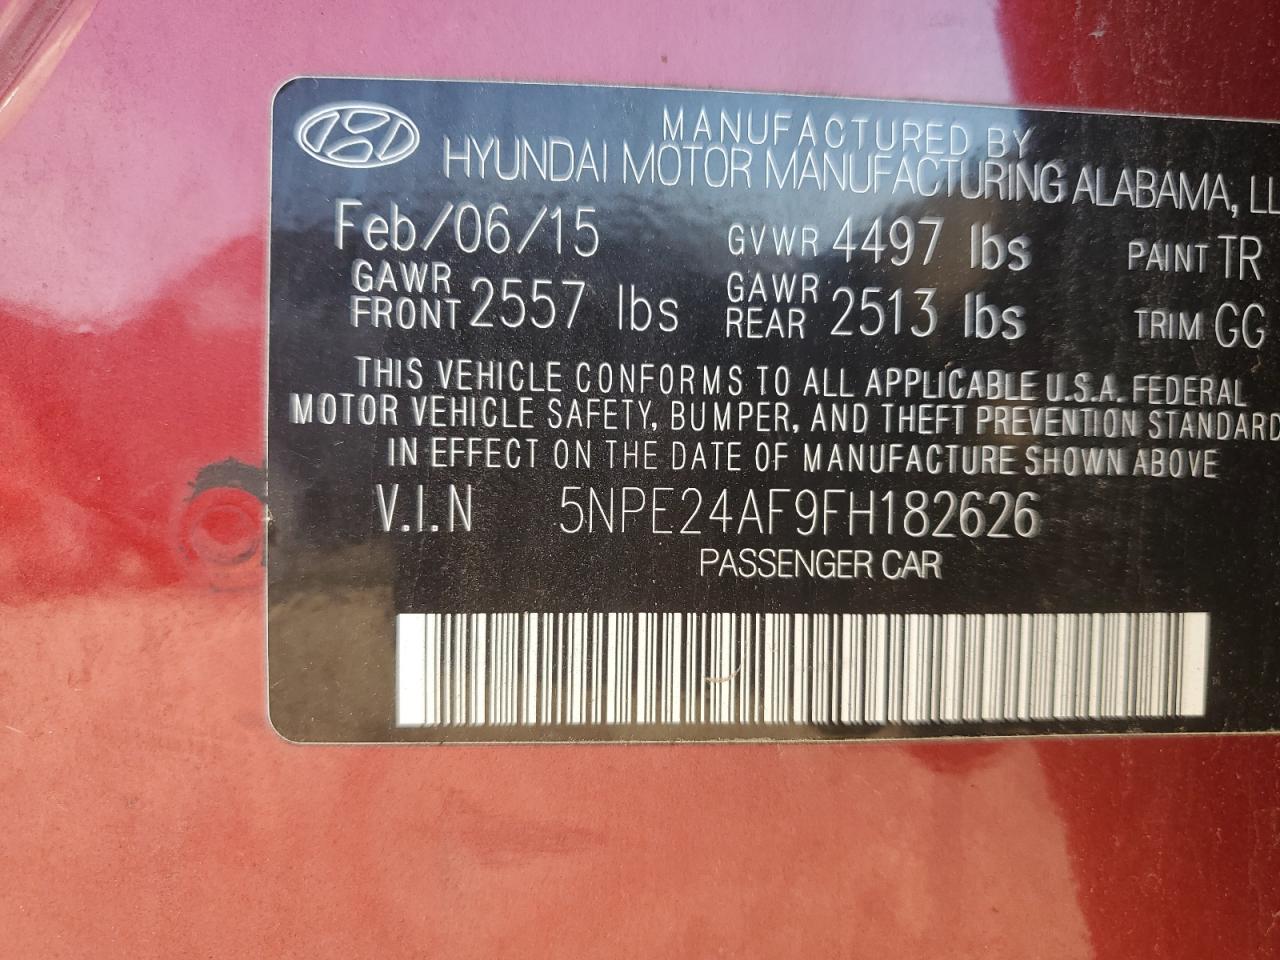 MANUFACTURED BY
HYUNDAI MOTOR MANUFACTURING ALABAMA,
Feb/06/15 GVWR 4497 lbs PAINT TR
GAWR FRONT 2557 lbs GAWR REAR 2513 lbs TRIM GG
THIS VEHICLE CONFORMS TO ALL APPLICABLE U.S.A. FEDERAL
MOTOR VEHICLE SAFETY, BUMPER, AND THEFT PREVENTION STANDARD
IN EFFECT ON THE DATE OF MANUFACTURE SHOWN ABOVE
V.I.N 5NPE24AF9FH182626
PASSENGER CAR